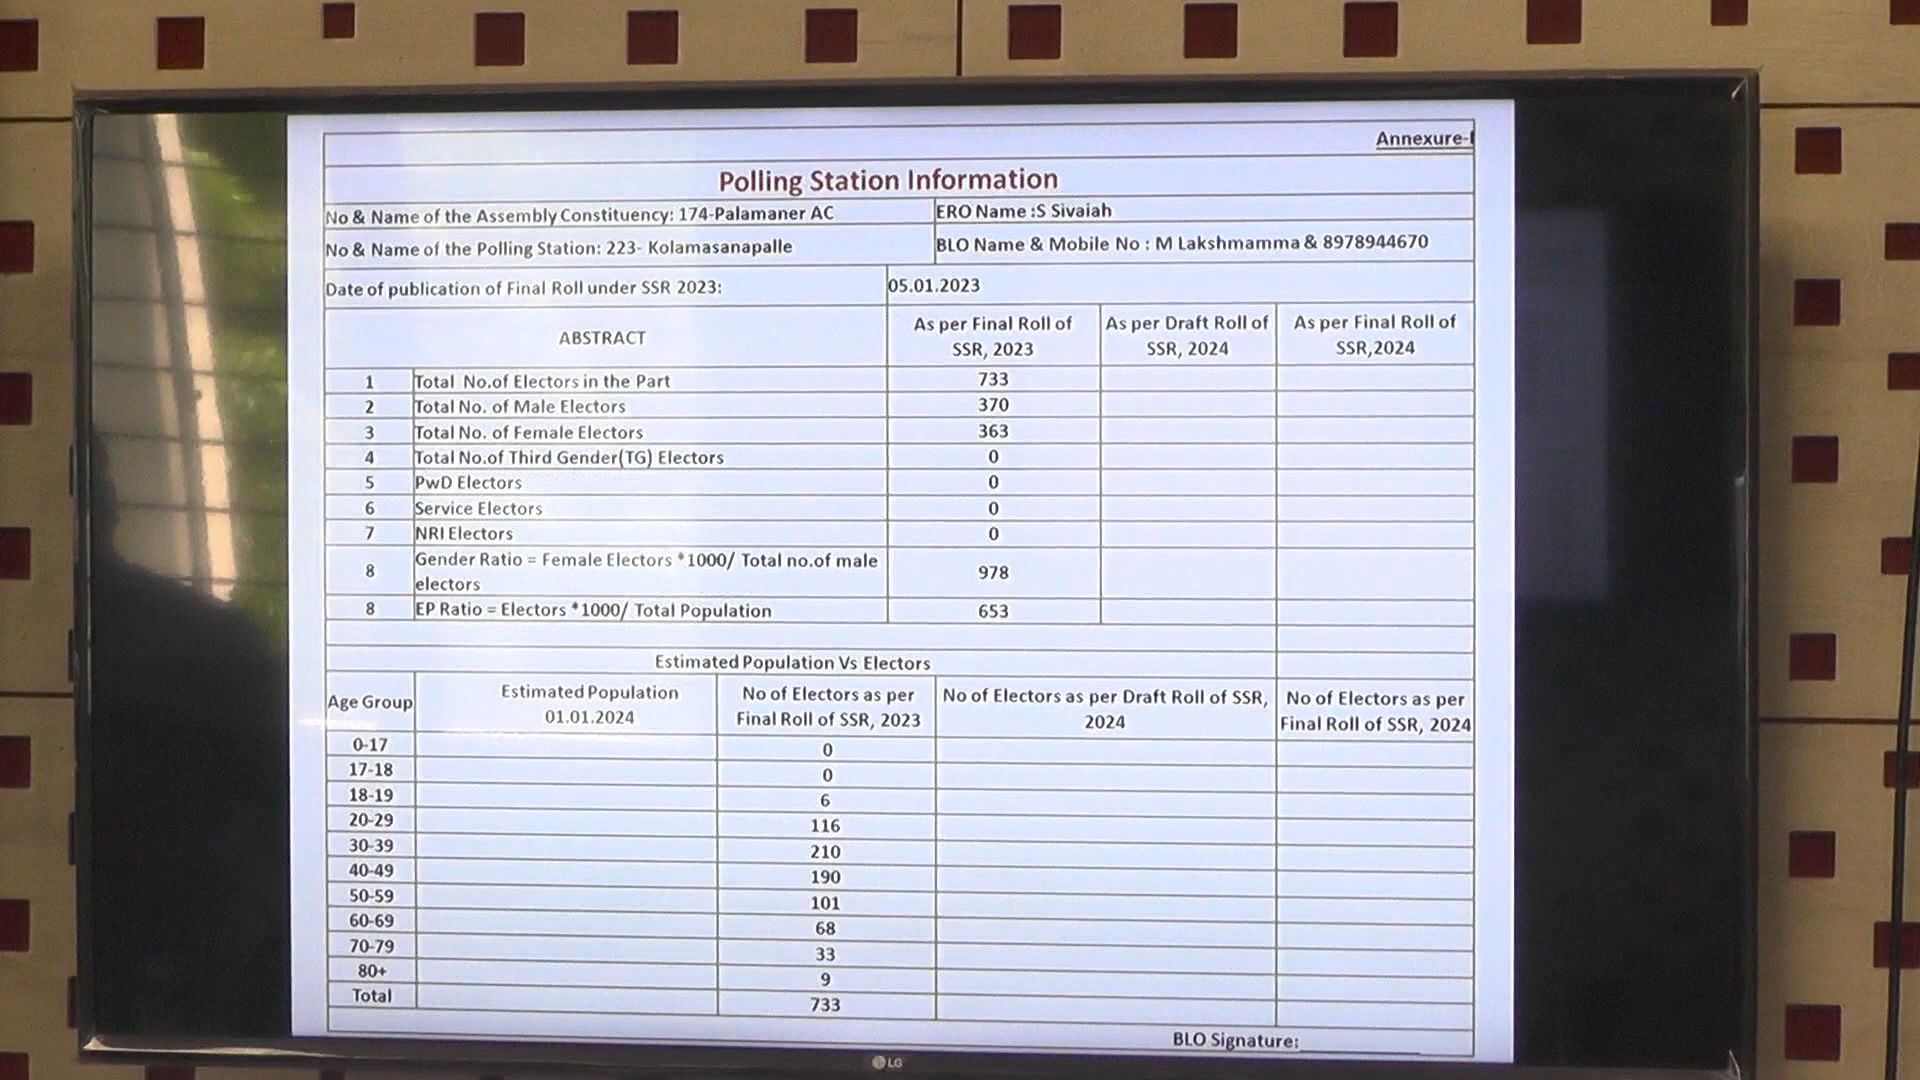 Annexure-I
Polling Station Information
No & Name of the Assembly Constituency: 174-Palamaner AC
ERO Name :S Sivaiah
No & Name of the Polling Station: 223- Kolamasanapalle
BLO Name & Mobile No : M Lakshmamma & 8978944670
Date of publication of Final Roll under SSR 2023:
05.01.2023
ABSTRACT
As per Final Roll of
SSR, 2023
As per Draft Roll of
SSR, 2024
As per Final Roll of
SSR,2024
1 Total No.of Electors in the Part 733
2 Total No. of Male Electors 370
3 Total No. of Female Electors 363
4 Total No.of Third Gender(TG) Electors 0
5 PwD Electors 0
6 Service Electors 0
7 NRI Electors 0
8 Gender Ratio = Female Electors *1000/ Total no.of male
electors 978
8 EP Ratio = Electors *1000/ Total Population 653
Estimated Population Vs Electors
Age Group
Estimated Population
01.01.2024
No of Electors as per
Final Roll of SSR, 2023
No of Electors as per Draft Roll of SSR,
2024
No of Electors as per
Final Roll of SSR, 2024
0-17 0
17-18 0
18-19 6
20-29 116
30-39 210
40-49 190
50-59 101
60-69 68
70-79 33
80+ 9
Total 733
BLO Signature:
LG